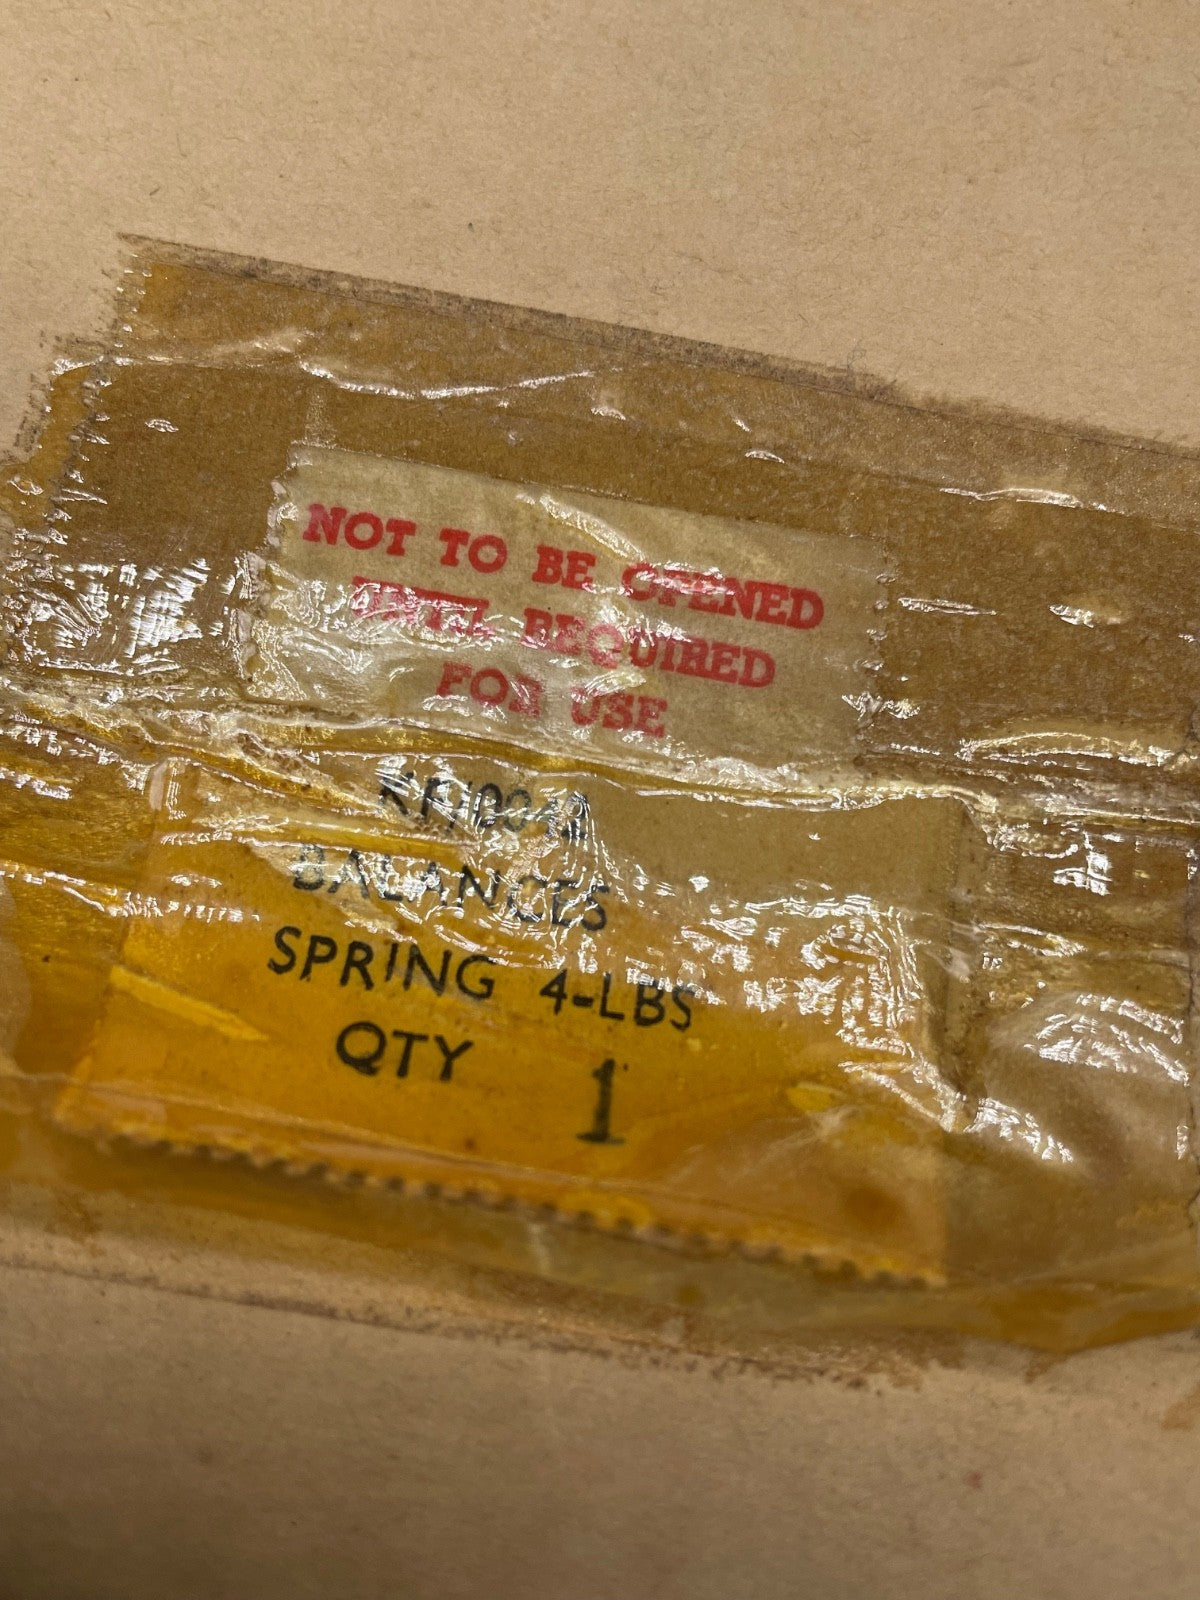 NOT TO BE OPENED
UNTIL REQUIRED
FOR USE
BALANCES
SPRING 4-LBS
QTY 1